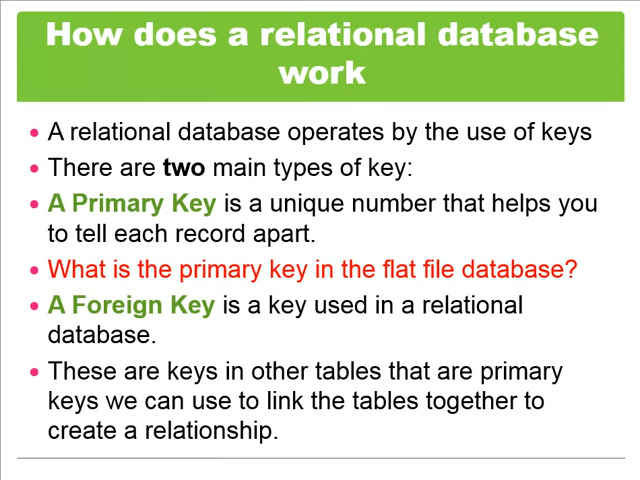 How does a relational database
work
• A relational database operates by the use of keys
• There are two main types of key:
• A Primary Key is a unique number that helps you
to tell each record apart.
• What is the primary key in the flat file database?
• A Foreign Key is a key used in a relational
database.
• These are keys in other tables that are primary
keys we can use to link the tables together to
create a relationship.